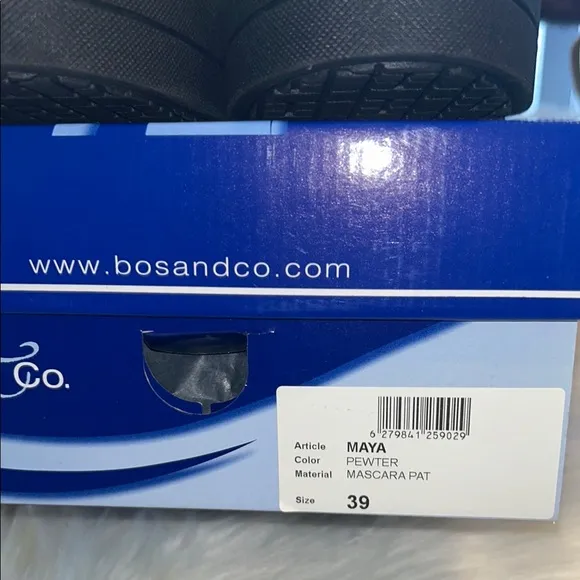 www.bosandco.com
Co.
6 279841 259029
Article MAYA
Color PEWTER
Material MASCARA PAT
Size 39